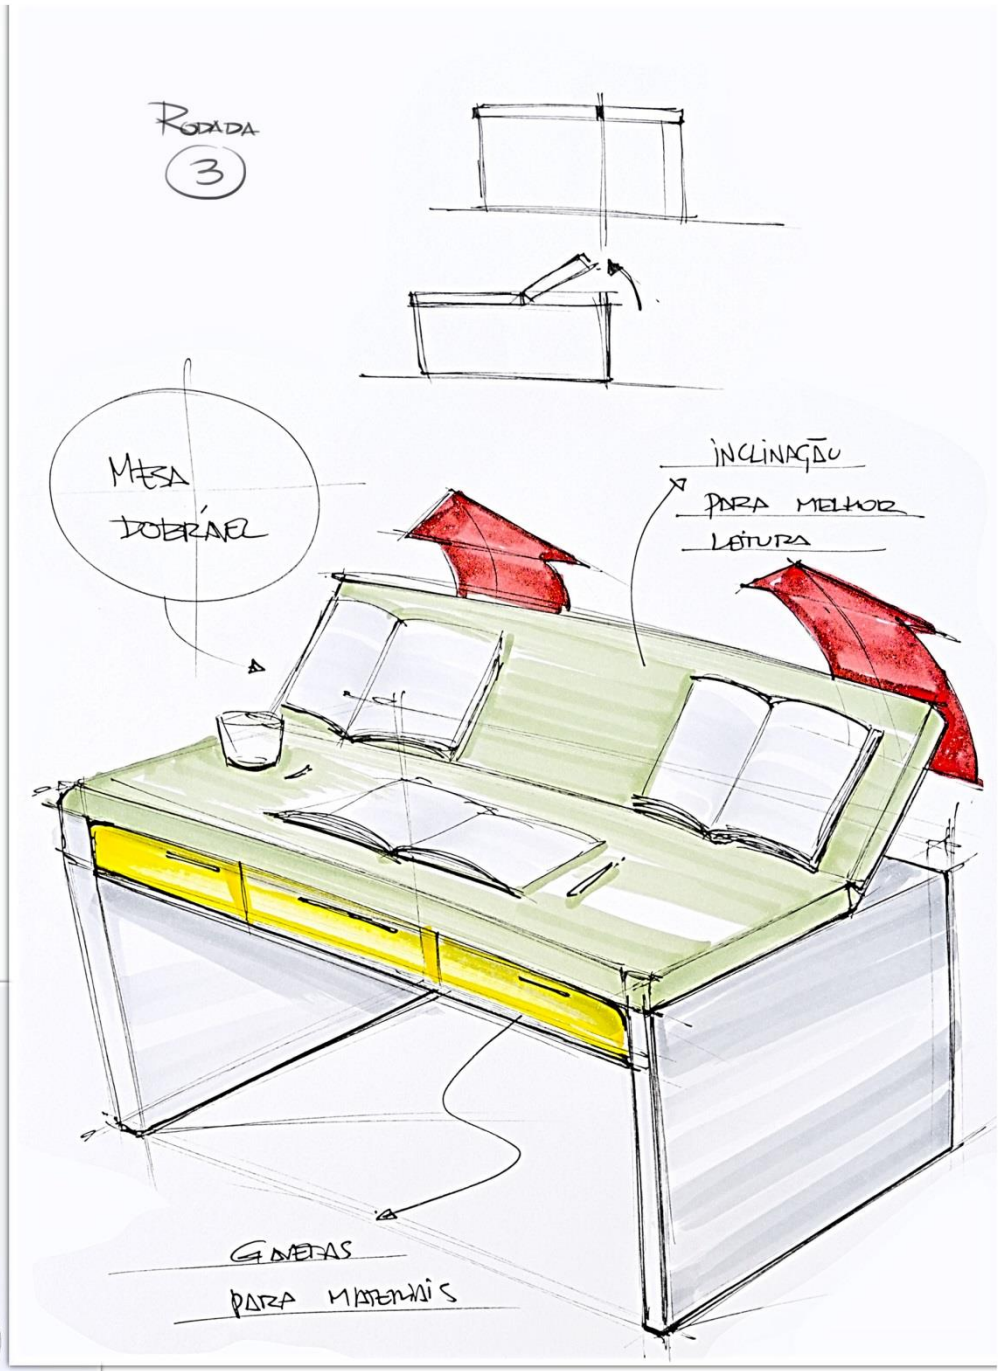 RODADA
3
MESA
DOBRÁVEL
INCLINAÇÃO
PARA MELHOR
LEITURA
GAVETAS
PARA MATERIAIS